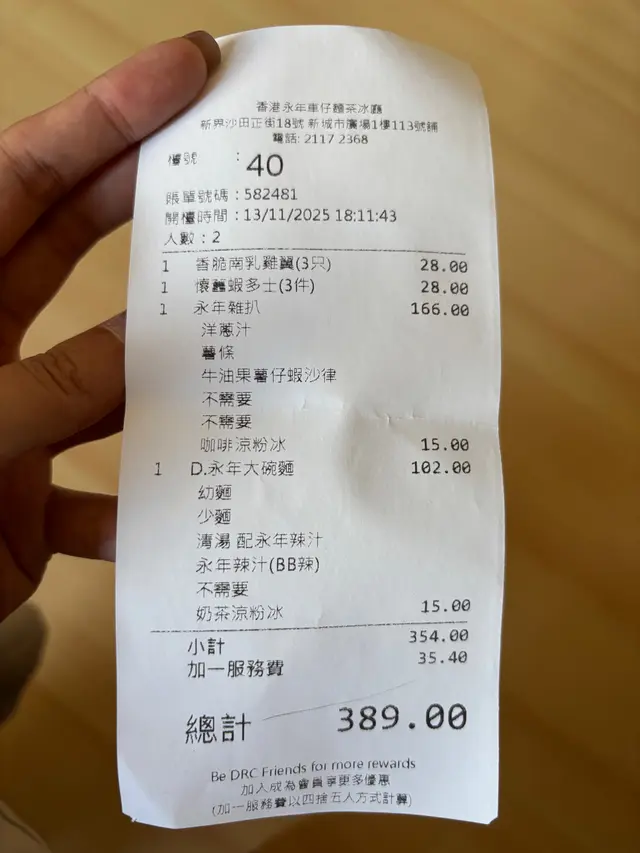 香港永年車仔麵茶冰廳
新界沙田正街18號 新城市廣場1樓113號舖
電話: 2117 2368
檯號 : 40
賬單號碼 : 582481
開檯時間 : 13/11/2025 18:11:43
人數 : 2
1 香脆南乳雞翼(3只) 28.00
1 懷舊蝦多士(3件) 28.00
1 永年雜扒 166.00
洋蔥汁
薯條
牛油果薯仔蝦沙律
不需要
不需要
咖啡涼粉冰 15.00
1 D.永年大碗麵 102.00
幼麵
少麵
清湯 配永年辣汁
永年辣汁(BB辣)
不需要
奶茶涼粉冰 15.00
小計 354.00
加一服務費 35.40
總計 389.00
Be DRC Friends for more rewards
加入成為會員享更多優惠
(加一服務費以四捨五入方式計算)